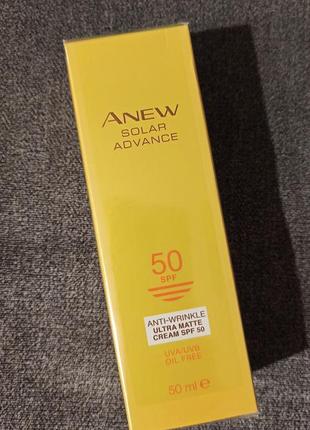 ANEW
SOLAR
ADVANCE
50
SPF
ANTI-WRINKLE
ULTRA MATTE
CREAM SPF 50
UVA/UVB
OIL FREE
50 ml e